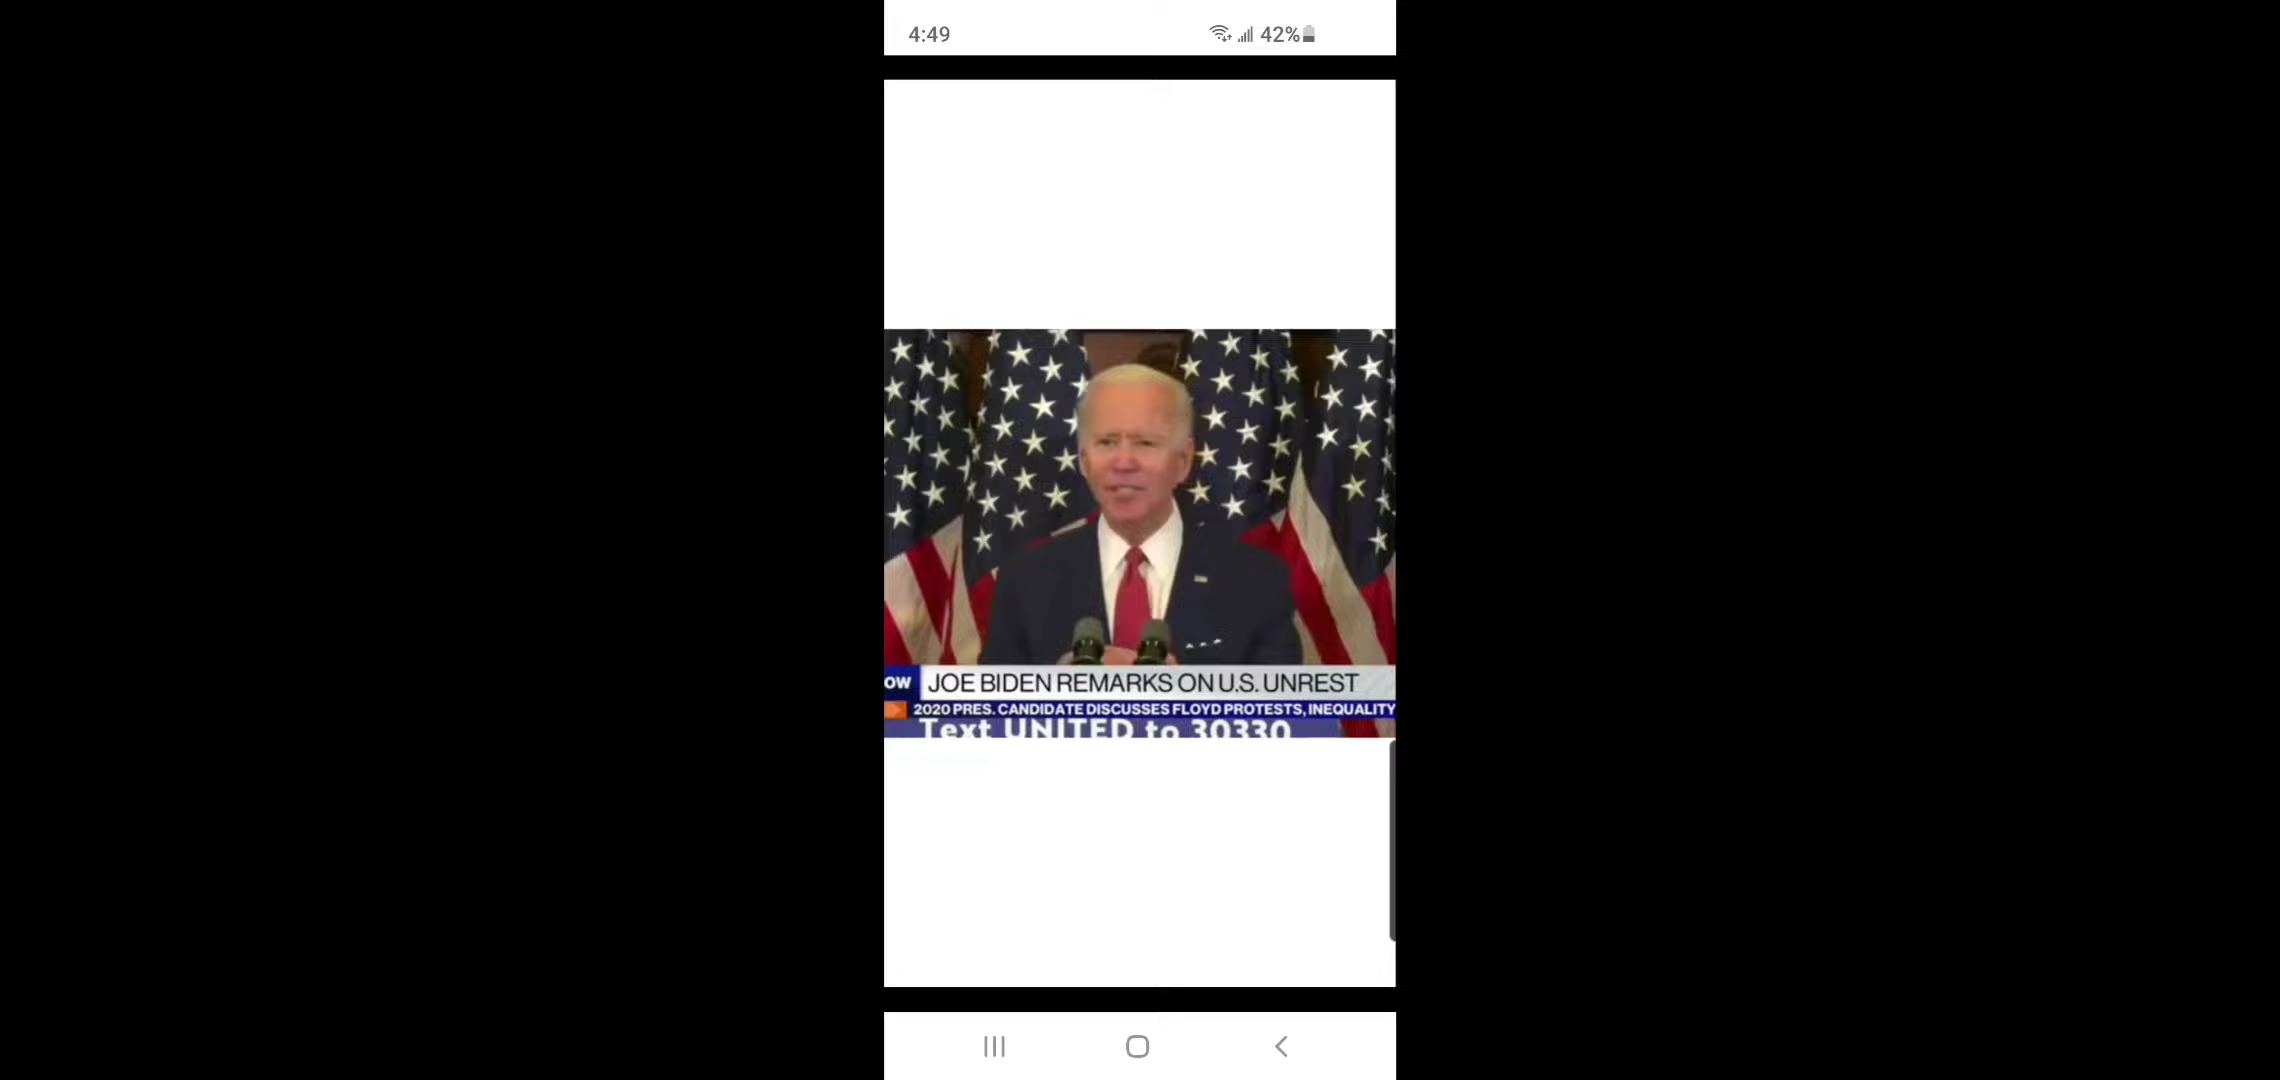 4:49 42%
OW JOE BIDEN REMARKS ON U.S. UNREST
2020 PRES. CANDIDATE DISCUSSES FLOYD PROTESTS, INEQUALITY
Text UNITED to 30330